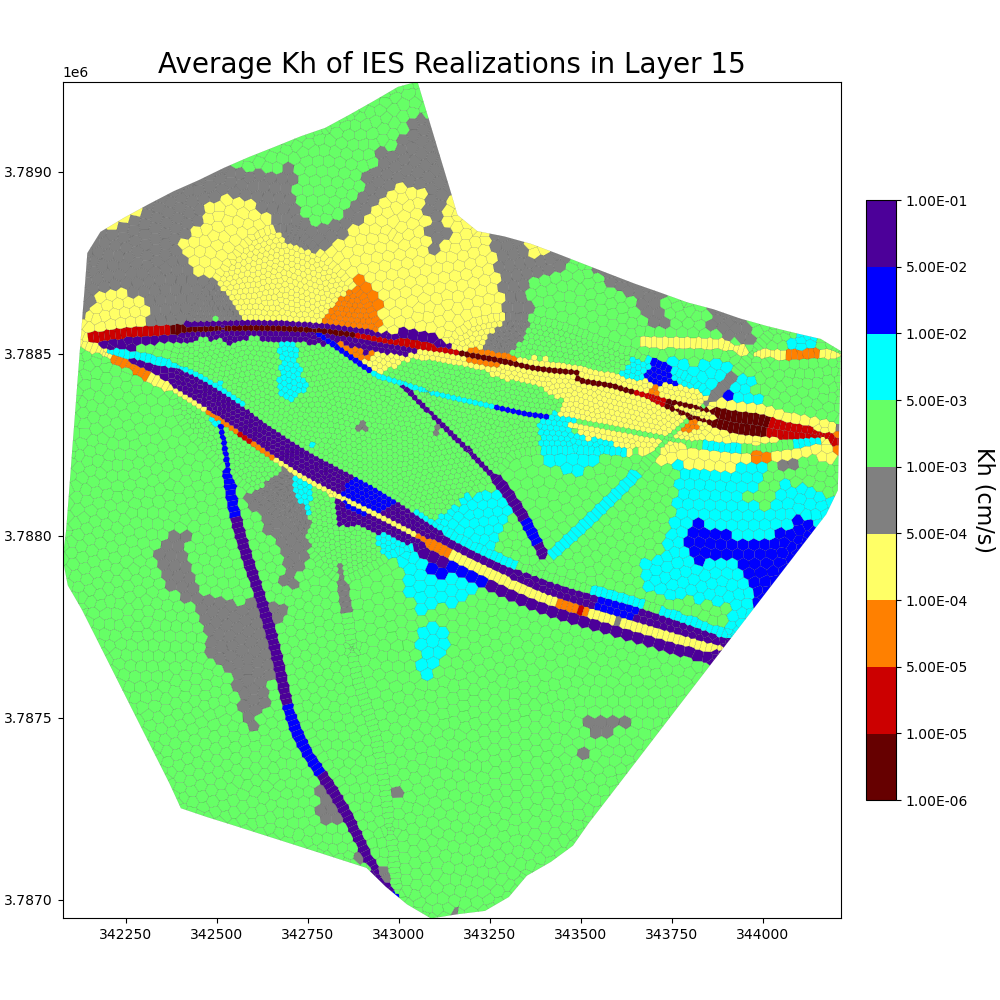 Average Kh of IES Realizations in Layer 15
1e6
3.7890
3.7885
3.7880
3.7875
3.7870
342250 342500 342750 343000 343250 343500 343750 344000
1.00E-01
5.00E-02
1.00E-02
5.00E-03
1.00E-03
5.00E-04
1.00E-04
5.00E-05
1.00E-05
1.00E-06
Kh (cm/s)